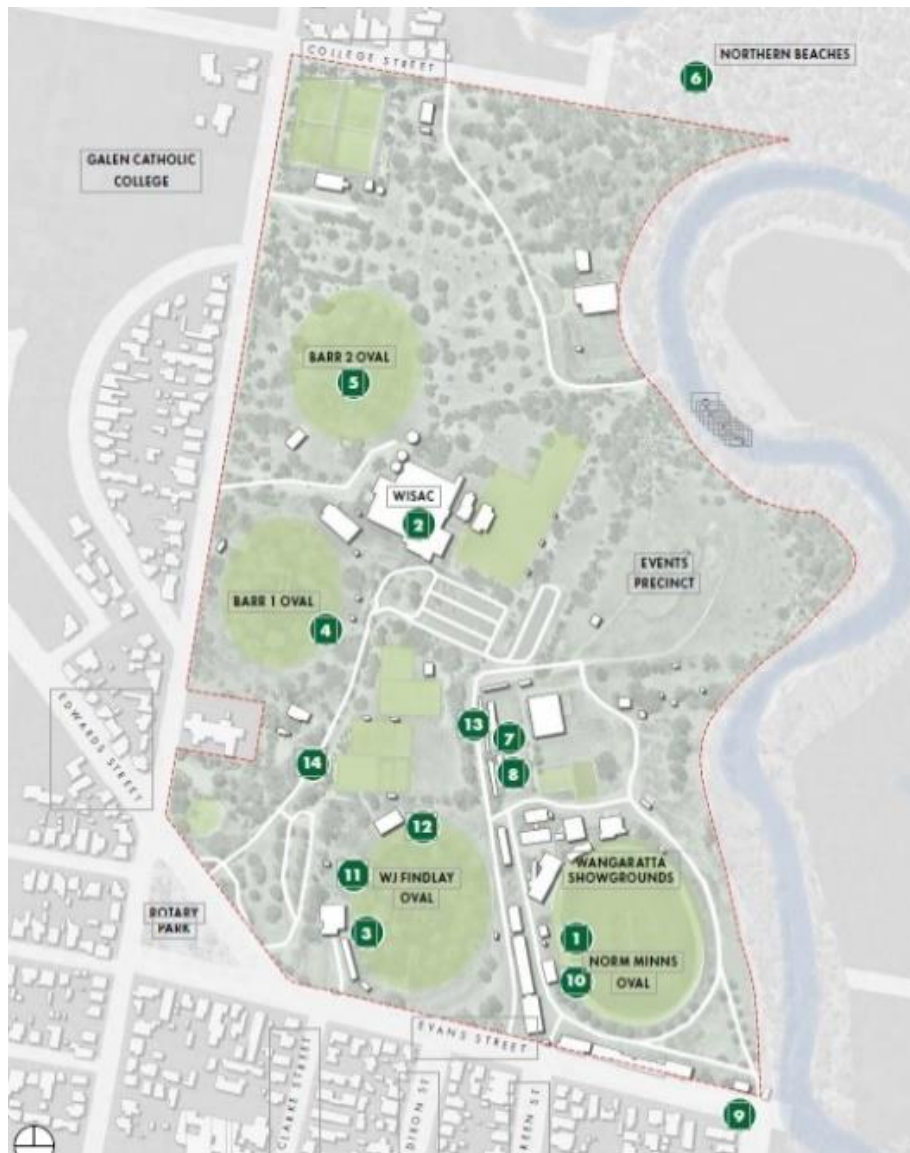 COLLEGE STREET
NORTHERN BEACHES
6
GALEN CATHOLIC
COLLEGE
BARR 2 OVAL
5
WISAC
2
EVENTS
PRECINCT
BARR 1 OVAL
4
EDWARDS STREET
13
7
14
8
12
WANGARATTA
SHOWGROUNDS
11
WJ FINDLAY
OVAL
ROTARY
PARK
3
1
NORM MINNS
OVAL
10
EVANS STREET
CLARKE STREET
DIXON ST
9